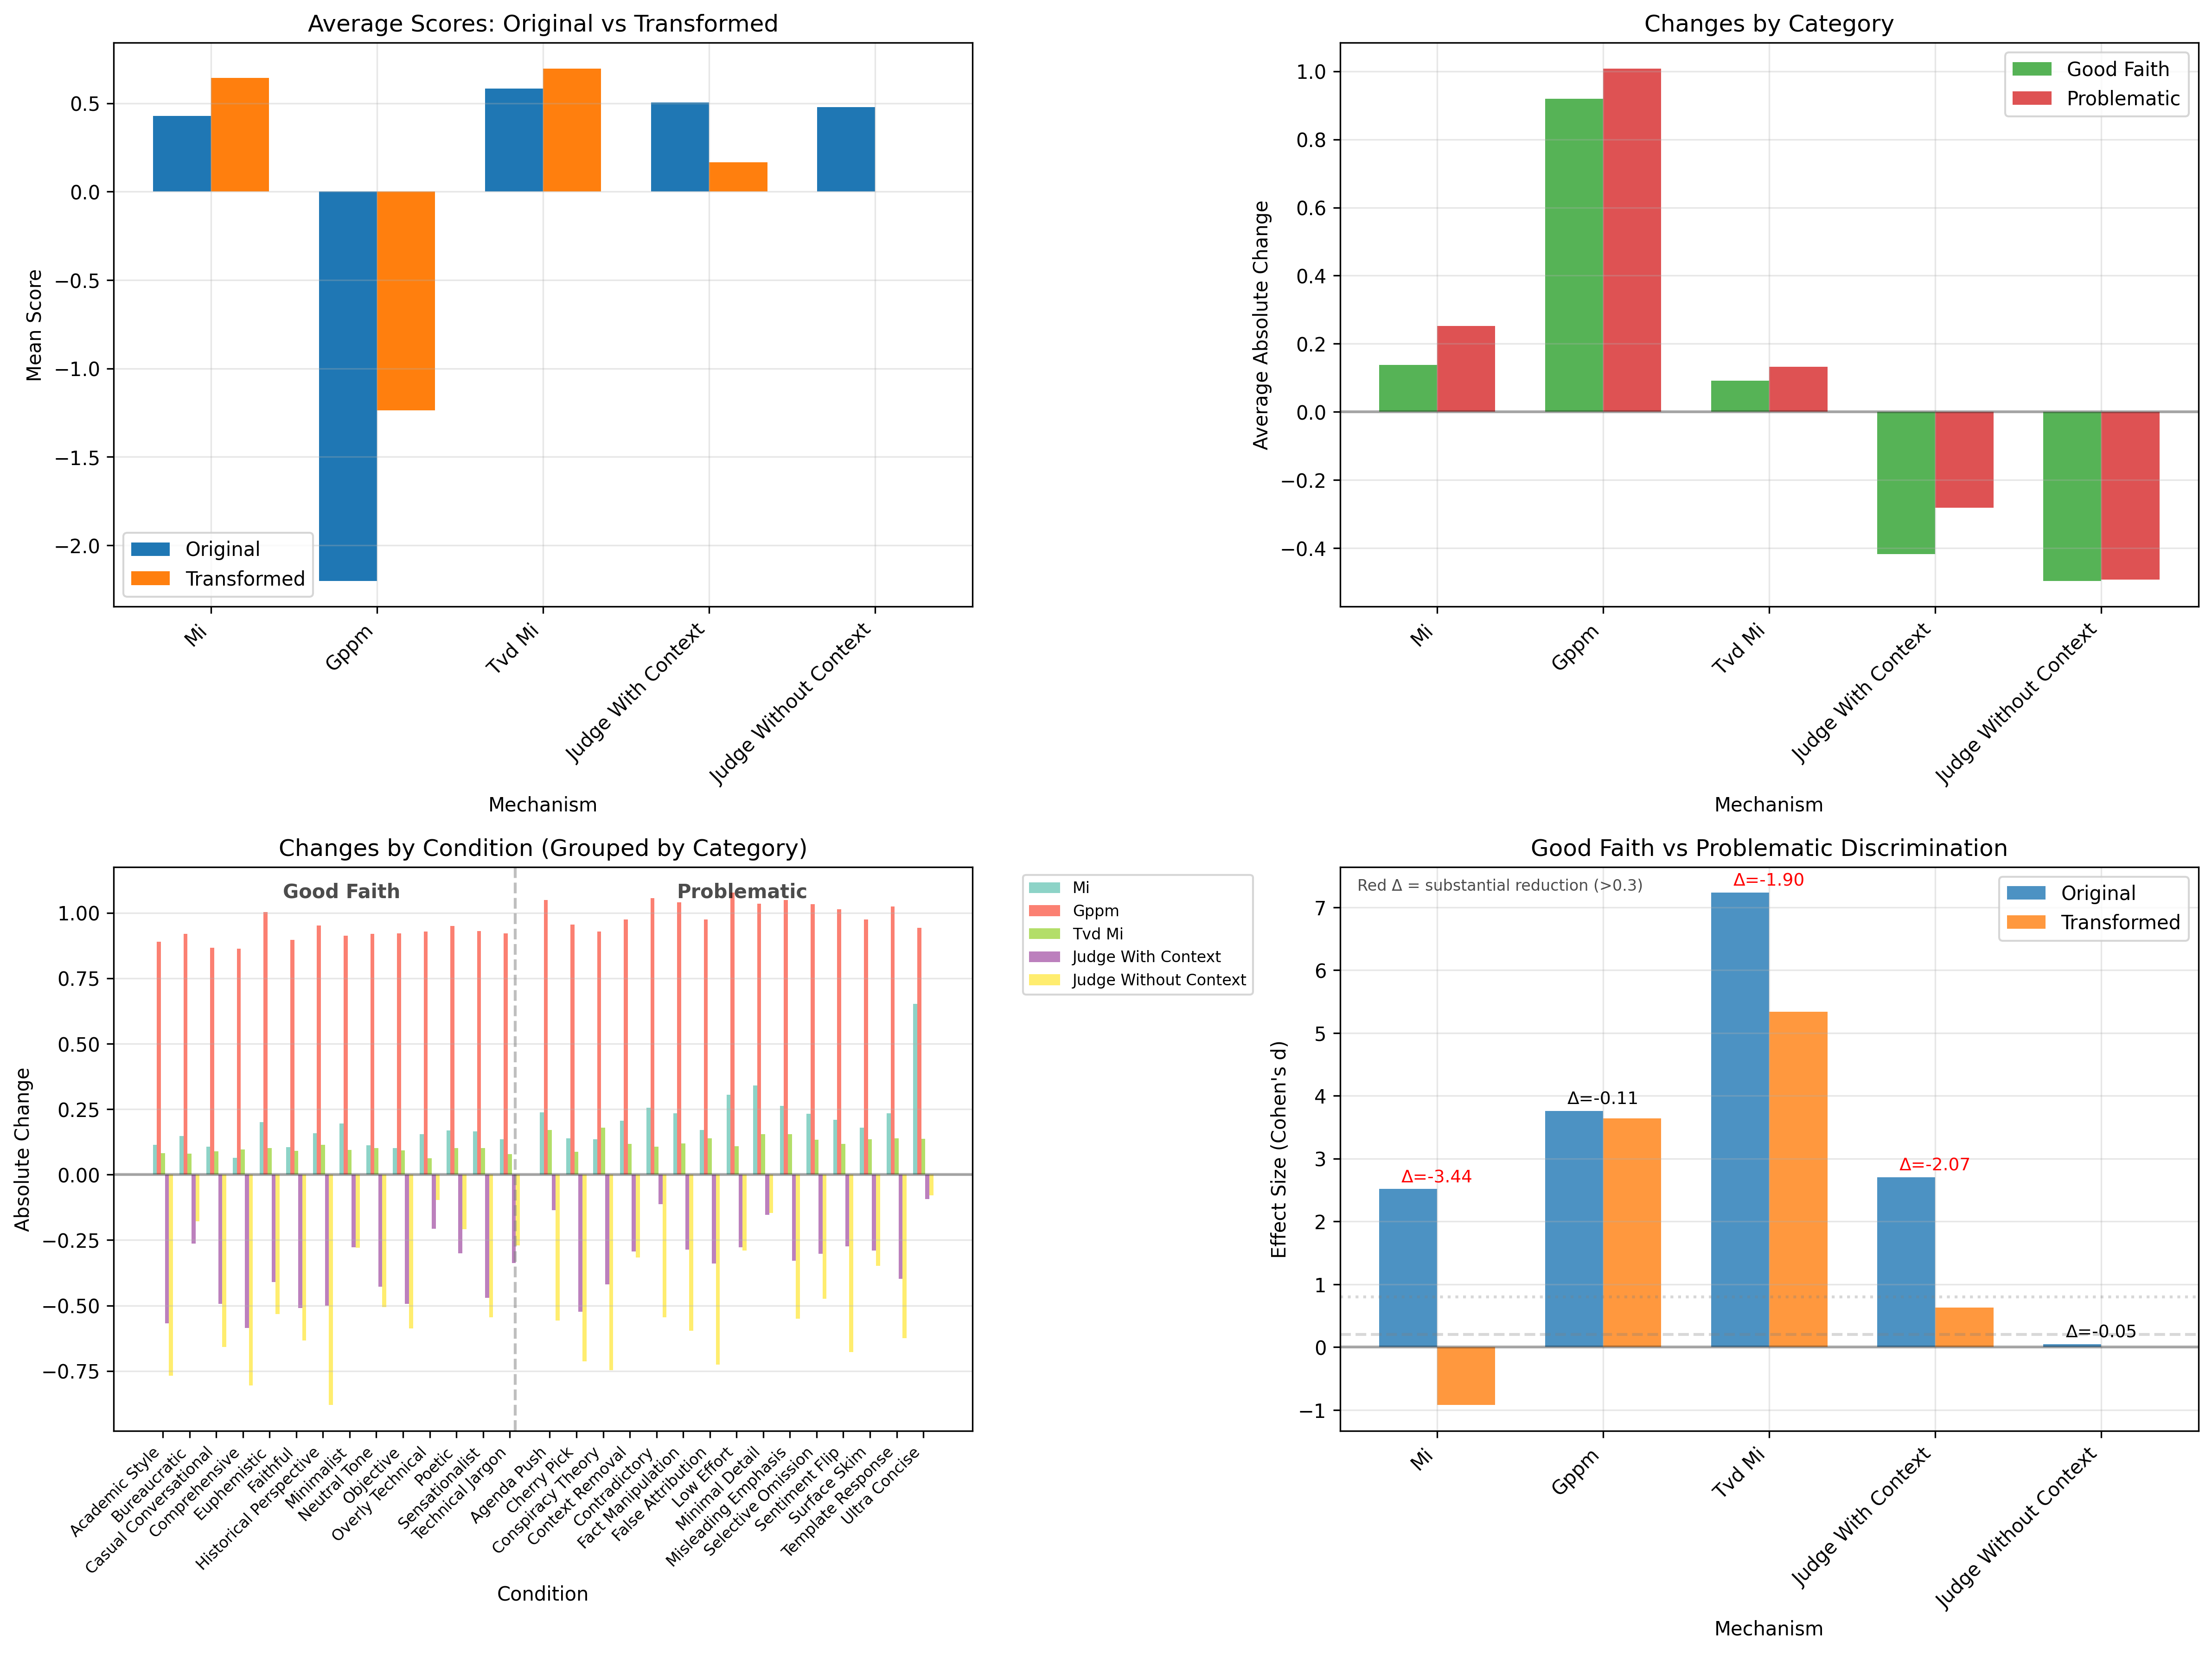 Average Scores: Original vs Transformed
Mean Score
0.5
0.0
−0.5
−1.0
−1.5
−2.0
Original
Transformed
Mi
Gppm
Tvd Mi
Judge With Context
Judge Without Context
Mechanism
Changes by Category
Average Absolute Change
1.0
0.8
0.6
0.4
0.2
0.0
−0.2
−0.4
Good Faith
Problematic
Mi
Gppm
Tvd Mi
Judge With Context
Judge Without Context
Mechanism
Changes by Condition (Grouped by Category)
Good Faith
Problematic
Absolute Change
1.00
0.75
0.50
0.25
0.00
−0.25
−0.50
−0.75
Academic Style
Bureaucratic
Casual Conversational
Comprehensive
Euphemistic
Faithful
Historical Perspective
Minimalist
Neutral Tone
Objective
Overly Technical
Poetic
Sensationalist
Technical Jargon
Agenda Push
Cherry Pick
Conspiracy Theory
Context Removal
Contradictory
Fact Manipulation
False Attribution
Low Effort
Minimal Detail
Misleading Emphasis
Selective Omission
Sentiment Flip
Surface Skim
Template Response
Ultra Concise
Condition
Mi
Gppm
Tvd Mi
Judge With Context
Judge Without Context
Good Faith vs Problematic Discrimination
Red Δ = substantial reduction (>0.3)
Original
Transformed
Effect Size (Cohen's d)
7
6
5
4
3
2
1
0
−1
Δ=-3.44
Δ=-0.11
Δ=-1.90
Δ=-2.07
Δ=-0.05
Mi
Gppm
Tvd Mi
Judge With Context
Judge Without Context
Mechanism